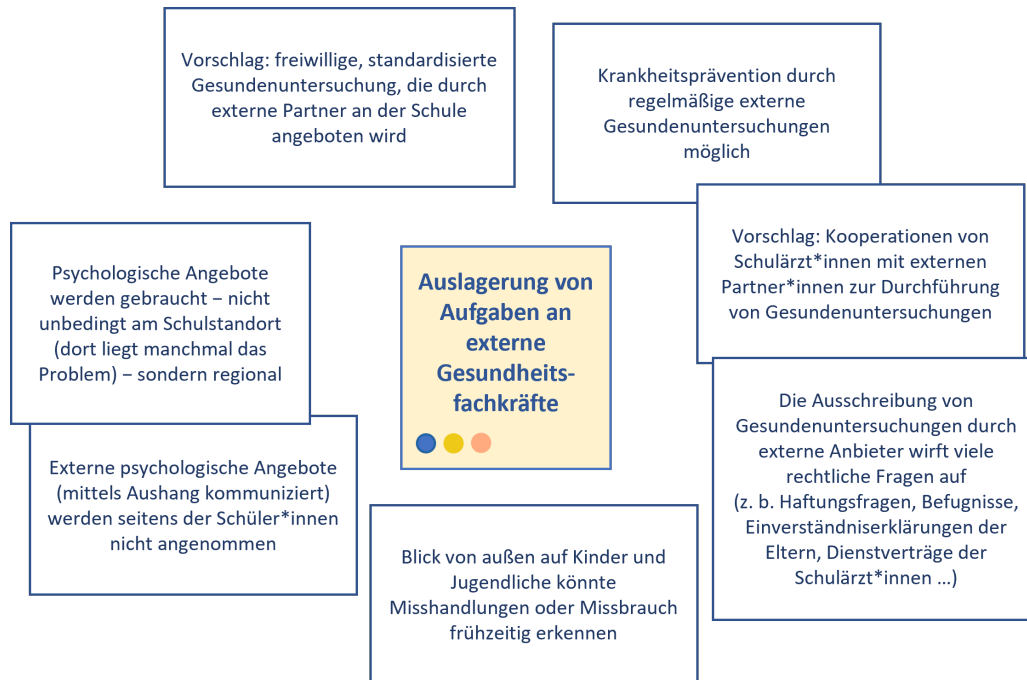 Vorschlag: freiwillige, standardisierte
Gesundenuntersuchung, die durch
externe Partner an der Schule
angeboten wird
Krankheitsprävention durch
regelmäßige externe
Gesundenuntersuchungen
möglich
Vorschlag: Kooperationen von
Schulärzt*innen mit externen
Partner*innen zur Durchführung
von Gesundenuntersuchungen
Psychologische Angebote
werden gebraucht – nicht
unbedingt am Schulstandort
(dort liegt manchmal das
Problem) – sondern regional
Auslagerung von
Aufgaben an
externe
Gesundheits-
fachkräfte
Die Ausschreibung von
Gesundenuntersuchungen durch
externe Anbieter wirft viele
rechtliche Fragen auf
(z. b. Haftungsfragen, Befugnisse,
Einverständniserklärungen der
Eltern, Dienstverträge der
Schulärzt*innen …)
Externe psychologische Angebote
(mittels Aushang kommuniziert)
werden seitens der Schüler*innen
nicht angenommen
Blick von außen auf Kinder und
Jugendliche könnte
Misshandlungen oder Missbrauch
frühzeitig erkennen